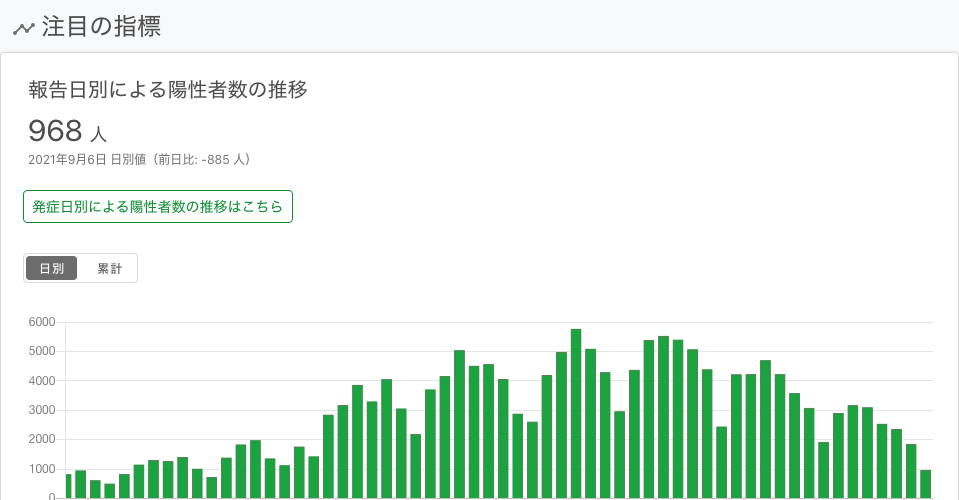 注目の指標
報告日別による陽性者数の推移
968 人
2021年9月6日 日別値（前日比: -885 人）
発症日別による陽性者数の推移はこちら
日別 累計
6000
5000
4000
3000
2000
1000
0